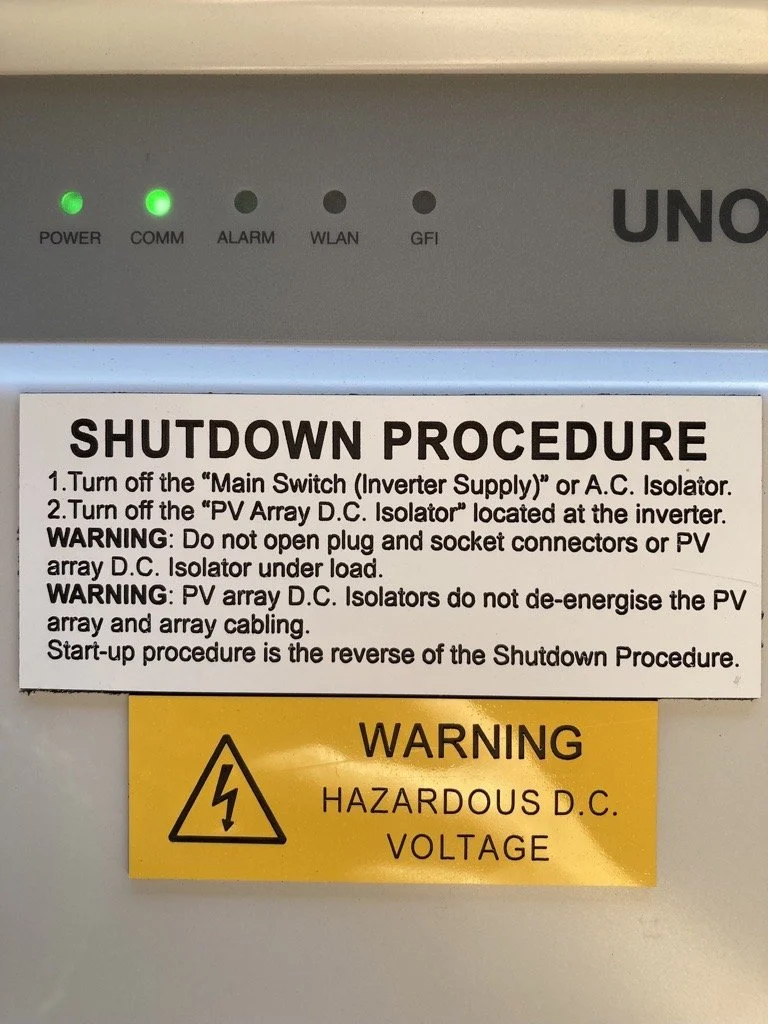 POWER COMM ALARM WLAN GFI UNO
SHUTDOWN PROCEDURE
1.Turn off the “Main Switch (Inverter Supply)” or A.C. Isolator.
2.Turn off the “PV Array D.C. Isolator” located at the inverter.
WARNING: Do not open plug and socket connectors or PV
array D.C. Isolator under load.
WARNING: PV array D.C. Isolators do not de-energise the PV
array and array cabling.
Start-up procedure is the reverse of the Shutdown Procedure.
WARNING
HAZARDOUS D.C.
VOLTAGE